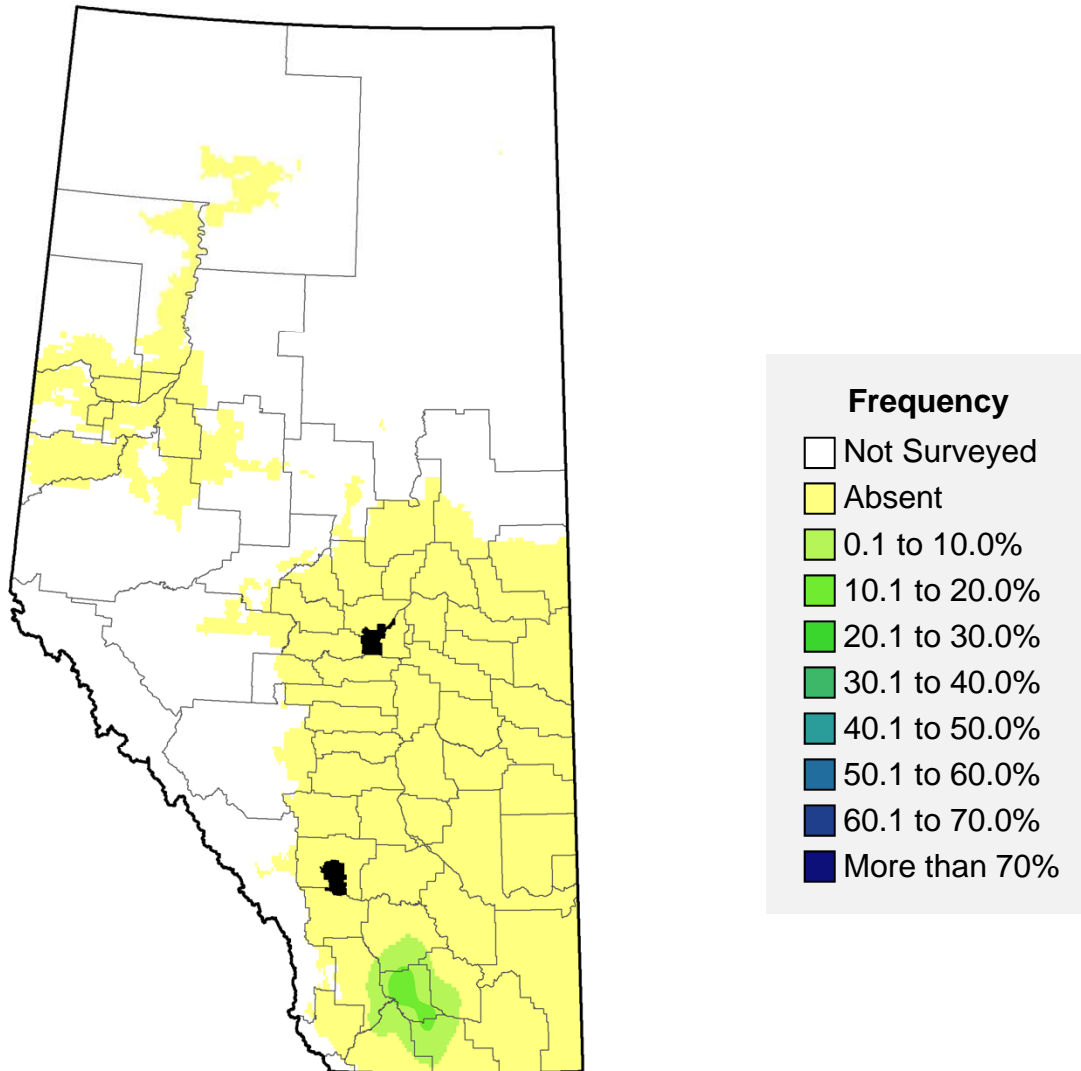 Frequency
Not Surveyed
Absent
0.1 to 10.0%
10.1 to 20.0%
20.1 to 30.0%
30.1 to 40.0%
40.1 to 50.0%
50.1 to 60.0%
60.1 to 70.0%
More than 70%